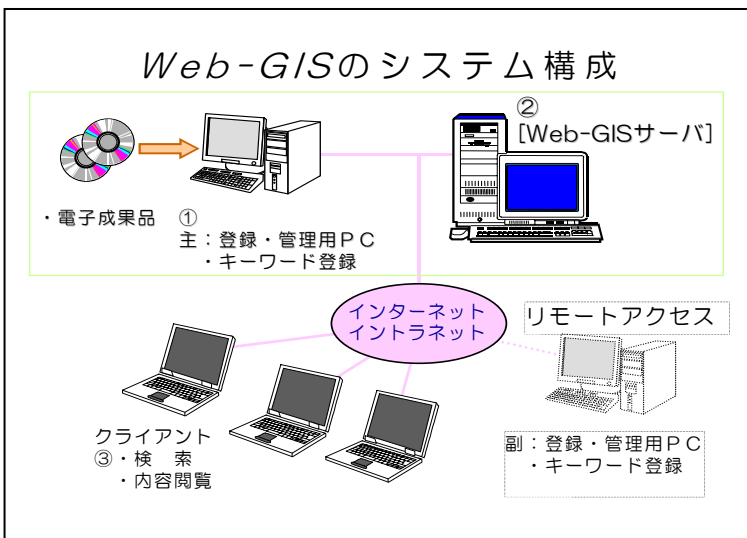 Web-GISのシステム構成
②
[Web-GISサーバ]
・電子成果品
①
主：登録・管理用ＰＣ
・キーワード登録
インターネット
イントラネット
リモートアクセス
クライアント
③・検　索
・内容閲覧
副：登録・管理用ＰＣ
・キーワード登録